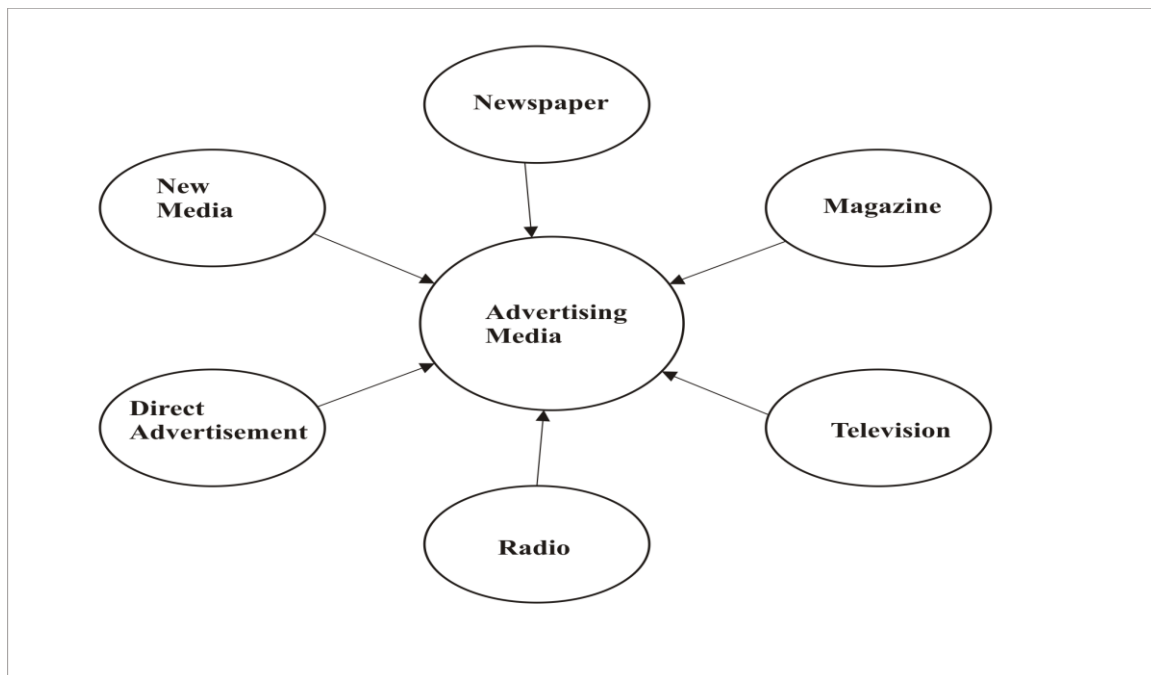 Newspaper
New
Media
Magazine
Advertising
Media
Direct
Advertisement
Television
Radio